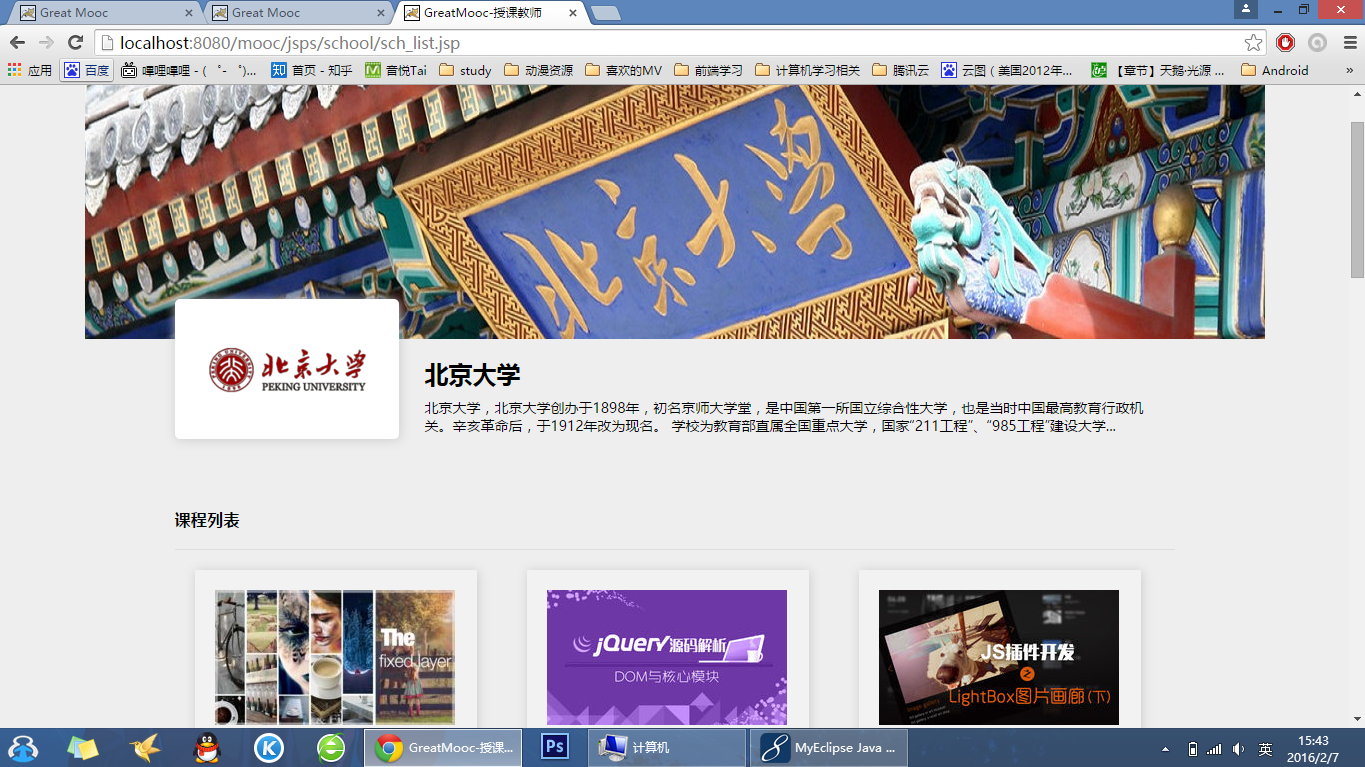 Great Mooc
Great Mooc
GreatMooc-授课教师
localhost:8080/mooc/jsps/school/sch_list.jsp
应用
百度
哔哩哔哩 - ( ゜- ゜)...
知 首页 - 知乎
音悦Tai
study
动漫资源
喜欢的MV
前端学习
计算机学习相关
腾讯云
云图（美国2012年...
【章节】天鹅·光源 ...
Android
»
北京大学
北京大学
PEKING UNIVERSITY
北京大学
北京大学，北京大学创办于1898年，初名京师大学堂，是中国第一所国立综合性大学，也是当时中国最高教育行政机
关。辛亥革命后，于1912年改为现名。 学校为教育部直属全国重点大学，国家“211工程”、“985工程”建设大学...
课程列表
The
fixed layer
jQuery源码解析
DOM与核心模块
JS插件开发
2
LightBox图片画廊(下)
GreatMooc-授课...
Ps
计算机
MyEclipse Java ...
英
15:43
2016/2/7